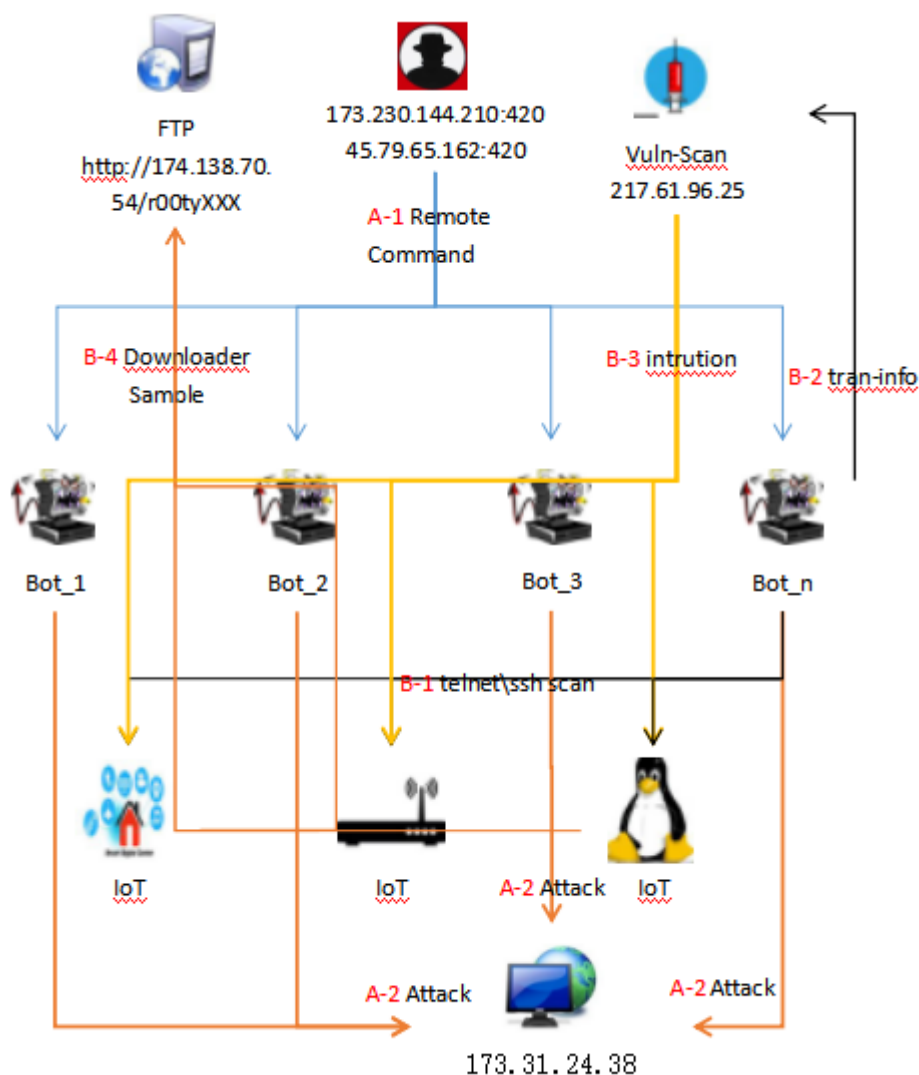 FTP
http://174.138.70.
54/r00tyXXX
173.230.144.210:420
45.79.65.162:420
Vuln-Scan
217.61.96.25
A-1 Remote
Command
B-4 Downloader
Sample
B-3 intrution
B-2 tran-info
Bot_1
Bot_2
Bot_3
Bot_n
B-1 telnet\ssh scan
IoT
IoT
IoT
A-2 Attack
A-2 Attack
A-2 Attack
173.31.24.38